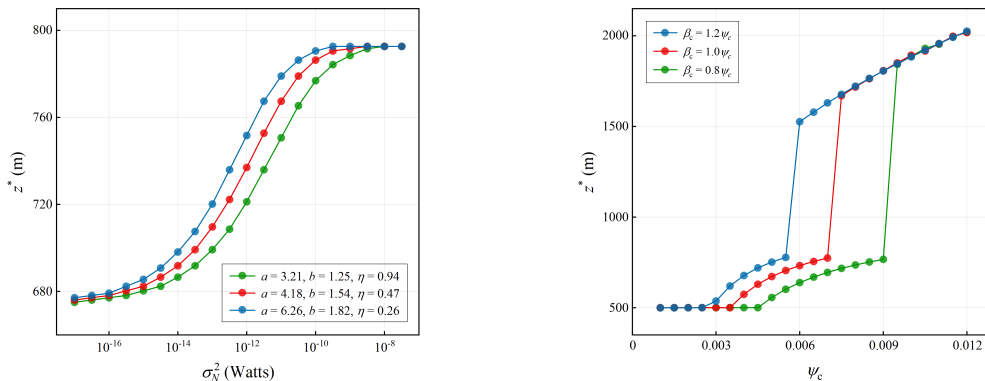 800
760
720
680
z* (m)
10⁻¹⁶
10⁻¹⁴
10⁻¹²
10⁻¹⁰
10⁻⁸
σ_N² (Watts)
a = 3.21, b = 1.25, η = 0.94
a = 4.18, b = 1.54, η = 0.47
a = 6.26, b = 1.82, η = 0.26
2000
1500
1000
500
z* (m)
0
0.003
0.006
0.009
0.012
ψ_c
β_c = 1.2ψ_c
β_c = 1.0ψ_c
β_c = 0.8ψ_c